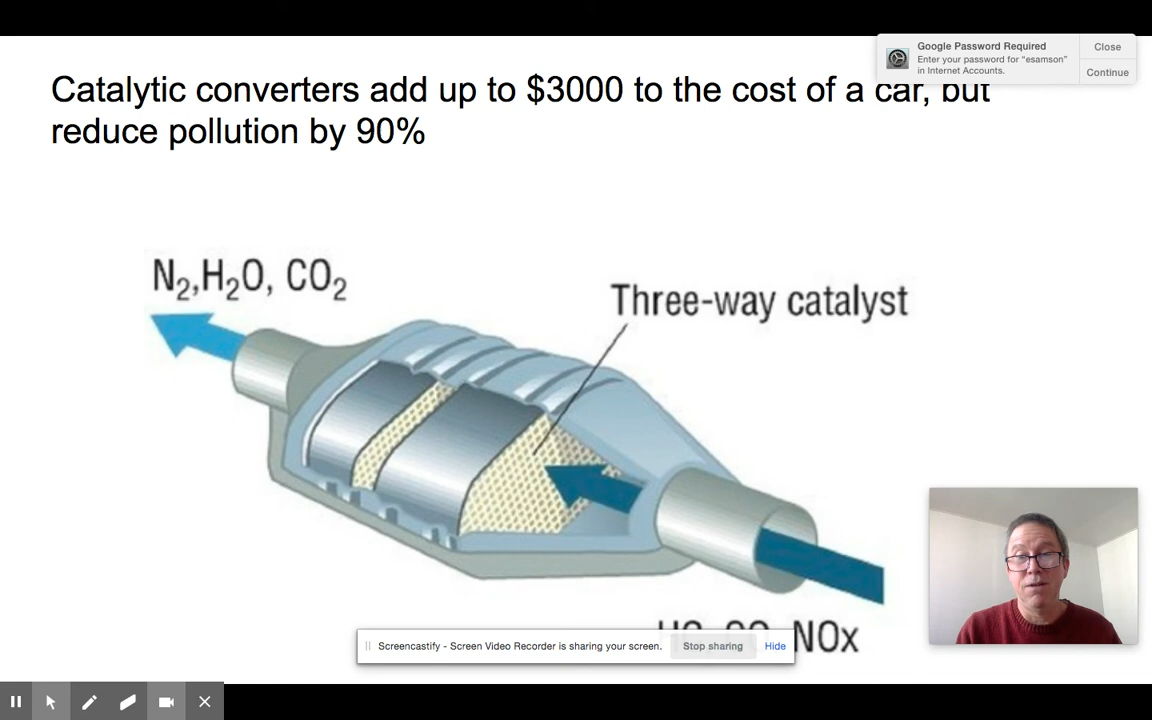 Google Password Required
Enter your password for “esamson”
in Internet Accounts.
Close
Continue
Catalytic converters add up to $3000 to the cost of a car, but
reduce pollution by 90%
N₂,H₂O, CO₂
Three-way catalyst
NOx
Screencastify - Screen Video Recorder is sharing your screen.
Stop sharing
Hide